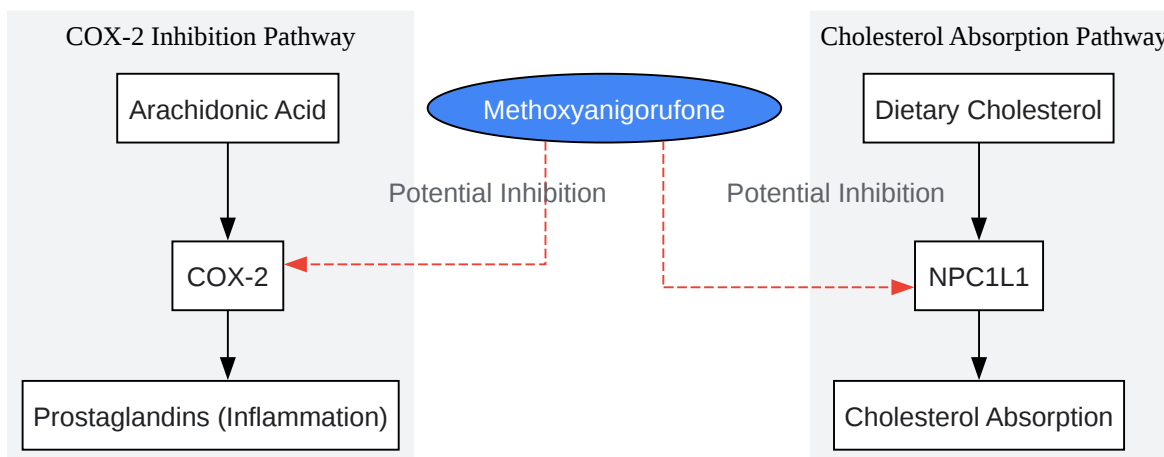 COX-2 Inhibition Pathway
Cholesterol Absorption Pathway
Arachidonic Acid
Methoxyanigorufone
Dietary Cholesterol
Potential Inhibition
Potential Inhibition
COX-2
NPC1L1
Prostaglandins (Inflammation)
Cholesterol Absorption